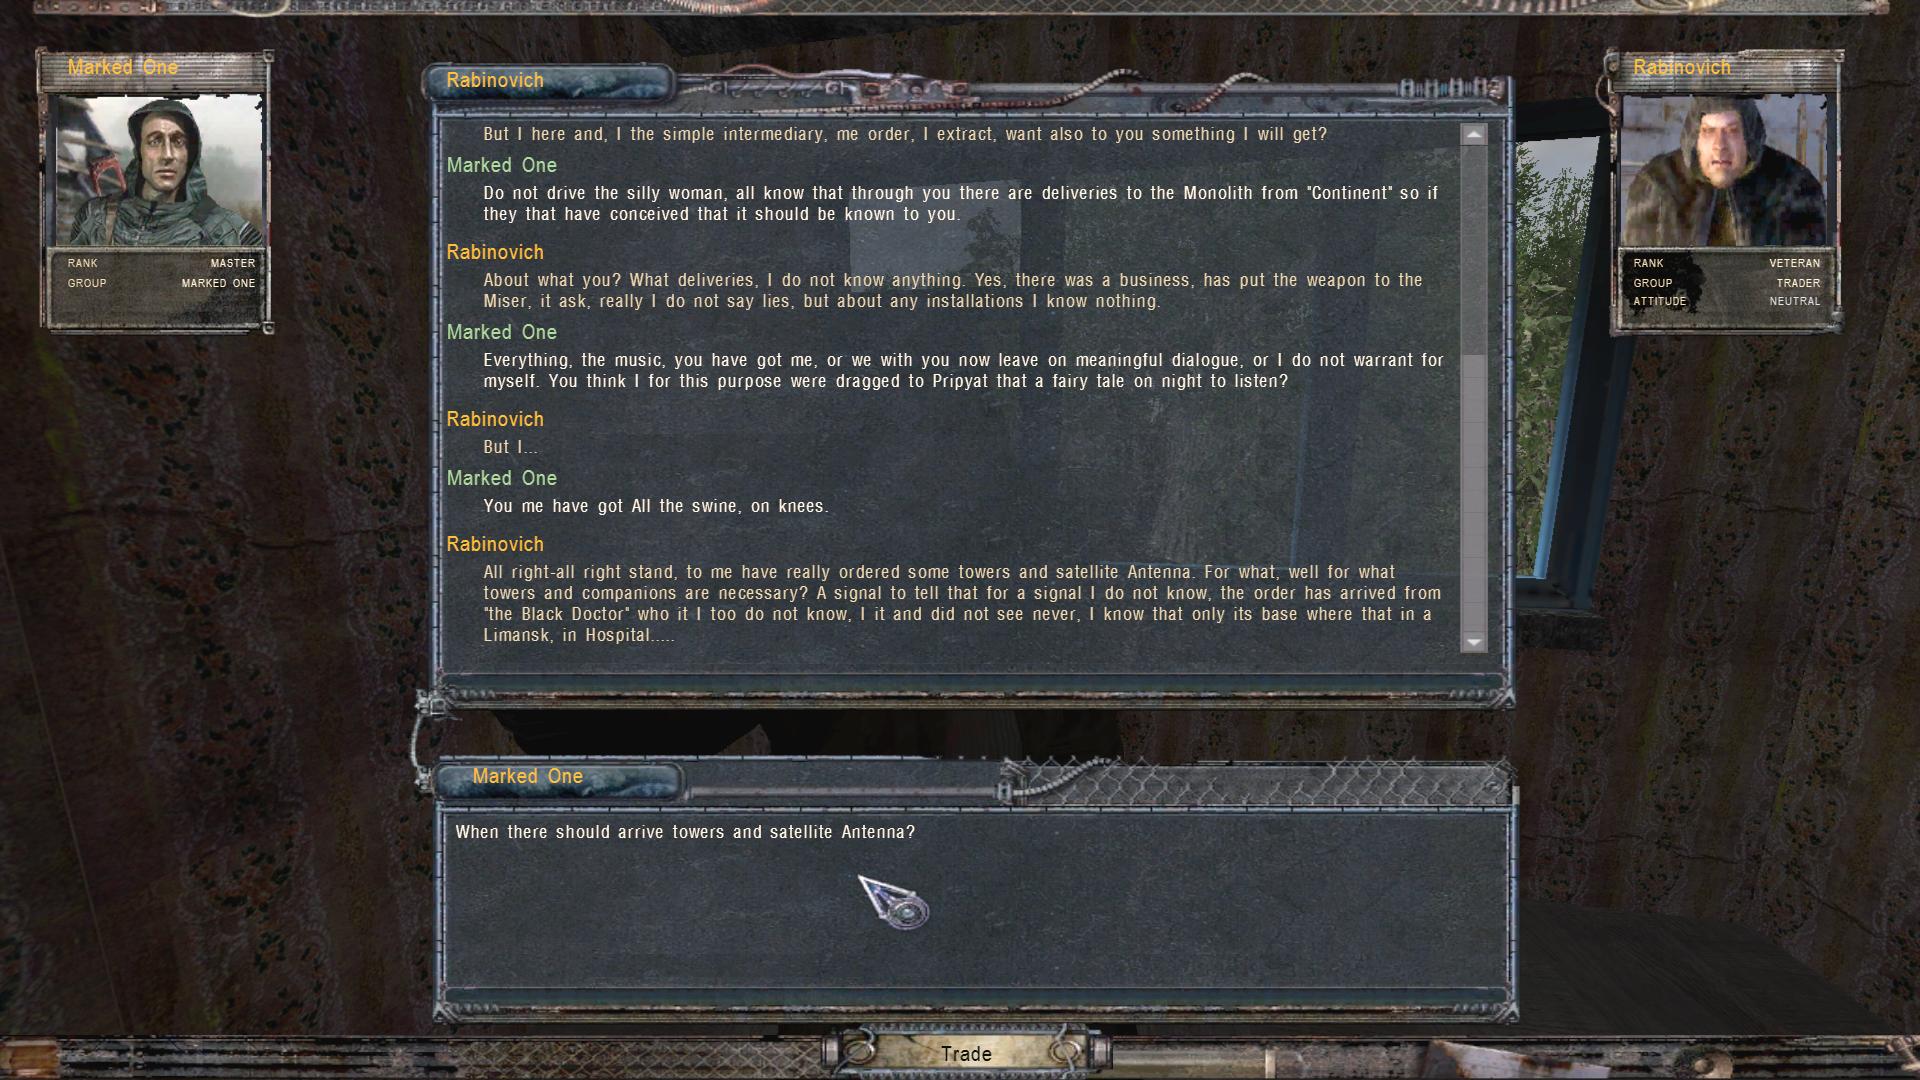 Marked One
RANK MASTER
GROUP MARKED ONE
Rabinovich
But I here and, I the simple intermediary, me order, I extract, want also to you something I will get?
Marked One
Do not drive the silly woman, all know that through you there are deliveries to the Monolith from "Continent" so if
they that have conceived that it should be known to you.
Rabinovich
About what you? What deliveries, I do not know anything. Yes, there was a business, has put the weapon to the
Miser, it ask, really I do not say lies, but about any installations I know nothing.
Marked One
Everything, the music, you have got me, or we with you now leave on meaningful dialogue, or I do not warrant for
myself. You think I for this purpose were dragged to Pripyat that a fairy tale on night to listen?
Rabinovich
But I...
Marked One
You me have got All the swine, on knees.
Rabinovich
All right-all right stand, to me have really ordered some towers and satellite Antenna. For what, well for what
towers and companions are necessary? A signal to tell that for a signal I do not know, the order has arrived from
"the Black Doctor" who it I too do not know, I it and did not see never, I know that only its base where that in a
Limansk, in Hospital.....
Rabinovich
RANK VETERAN
GROUP TRADER
ATTITUDE NEUTRAL
Marked One
When there should arrive towers and satellite Antenna?
Trade